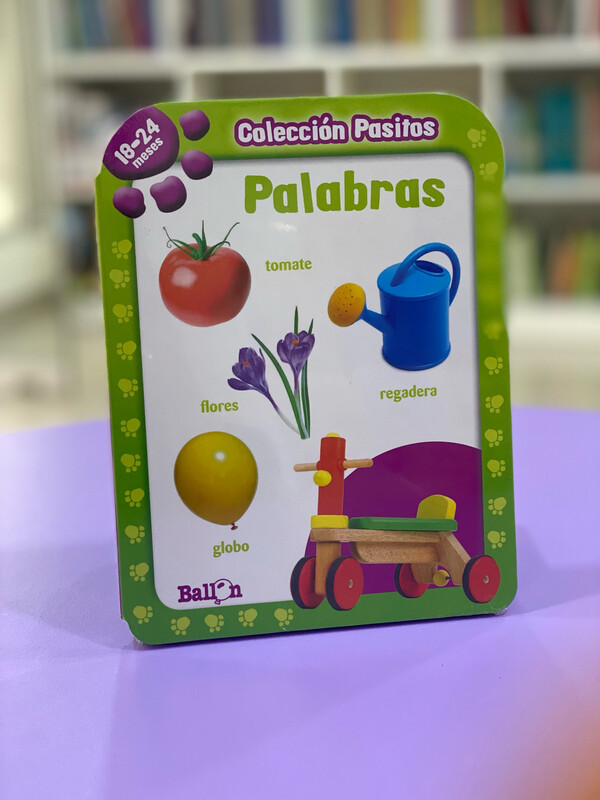 18-24
meses
Colección Pasitos
Palabras
tomate
regadera
flores
globo
Ballon